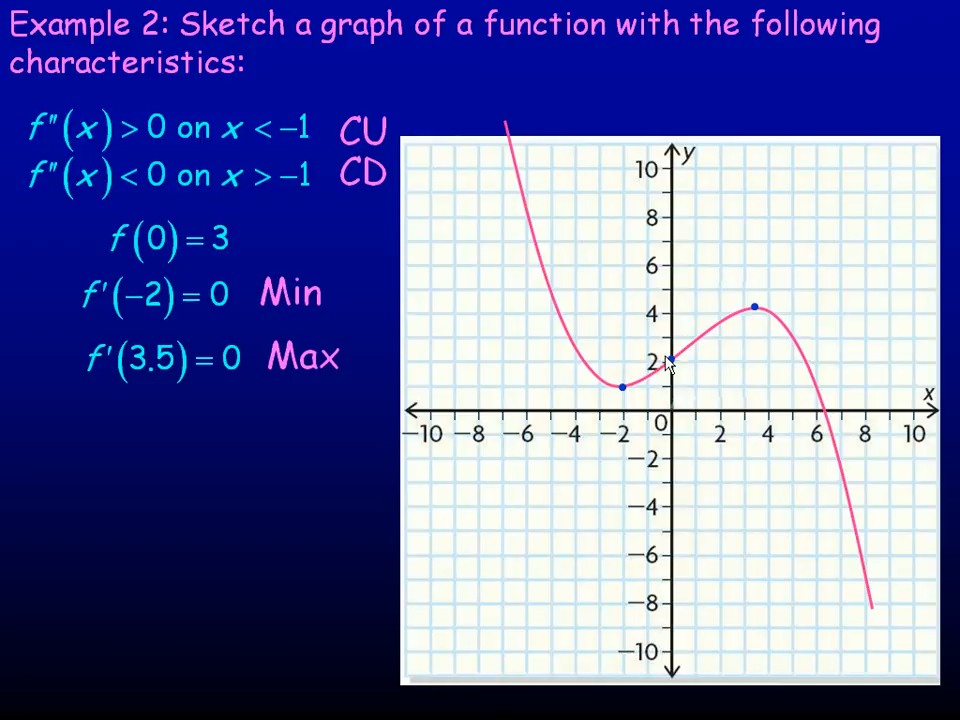 Example 2: Sketch a graph of a function with the following
characteristics:
f″(x) > 0 on x < −1 CU
f″(x) < 0 on x > −1 CD
f(0) = 3
f′(−2) = 0 Min
f′(3.5) = 0 Max
y
10
8
6
4
2
x
−10 −8 −6 −4 −2 0 2 4 6 8 10
−2
−4
−6
−8
−10